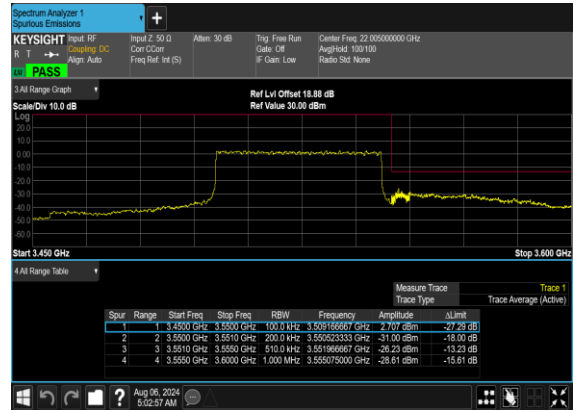 Spectrum Analyzer 1
Spurious Emissions
KEYSIGHT Input: RF Input Z: 50 Ω Atten: 30 dB Trig: Free Run Center Freq: 22.005000000 GHz
R T Coupling: DC Corr CCorr Gate: Off Avg|Hold: 100/100
Align: Auto Freq Ref: Int (S) IF Gain: Low Radio Std: None
LW PASS
3 All Range Graph Ref Lvl Offset 18.88 dB
Scale/Div 10.0 dB Ref Value 30.00 dBm
Log
20.0
10.0
0.00
-10.0
-20.0
-30.0
-40.0
-50.0
-60.0
Start 3.450 GHz Stop 3.600 GHz
4 All Range Table
Measure Trace Trace 1
Trace Type Trace Average (Active)
Spur Range Start Freq Stop Freq RBW Frequency Amplitude ΔLimit
1 1 3.4500 GHz 3.5500 GHz 100.0 kHz 3.509166667 GHz 2.707 dBm -27.29 dB
2 2 3.5500 GHz 3.5510 GHz 200.0 kHz 3.550523333 GHz -31.00 dBm -18.00 dB
3 3 3.5510 GHz 3.5550 GHz 510.0 kHz 3.551966667 GHz -26.23 dBm -13.23 dB
4 4 3.5550 GHz 3.6000 GHz 1.000 MHz 3.555075000 GHz -28.61 dBm -15.61 dB
? Aug 06, 2024
5:02:57 AM